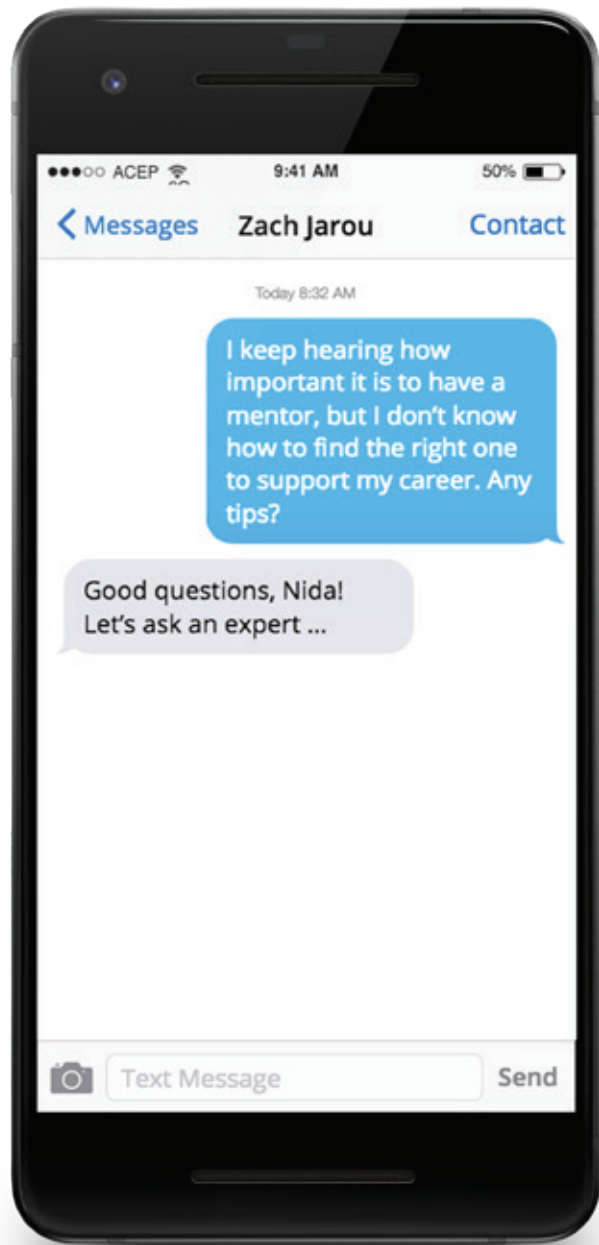 ACEP 9:41 AM 50%
Messages Zach Jarou Contact
Today 8:32 AM
I keep hearing how
important it is to have a
mentor, but I don't know
how to find the right one
to support my career. Any
tips?
Good questions, Nida!
Let's ask an expert ...
Text Message Send